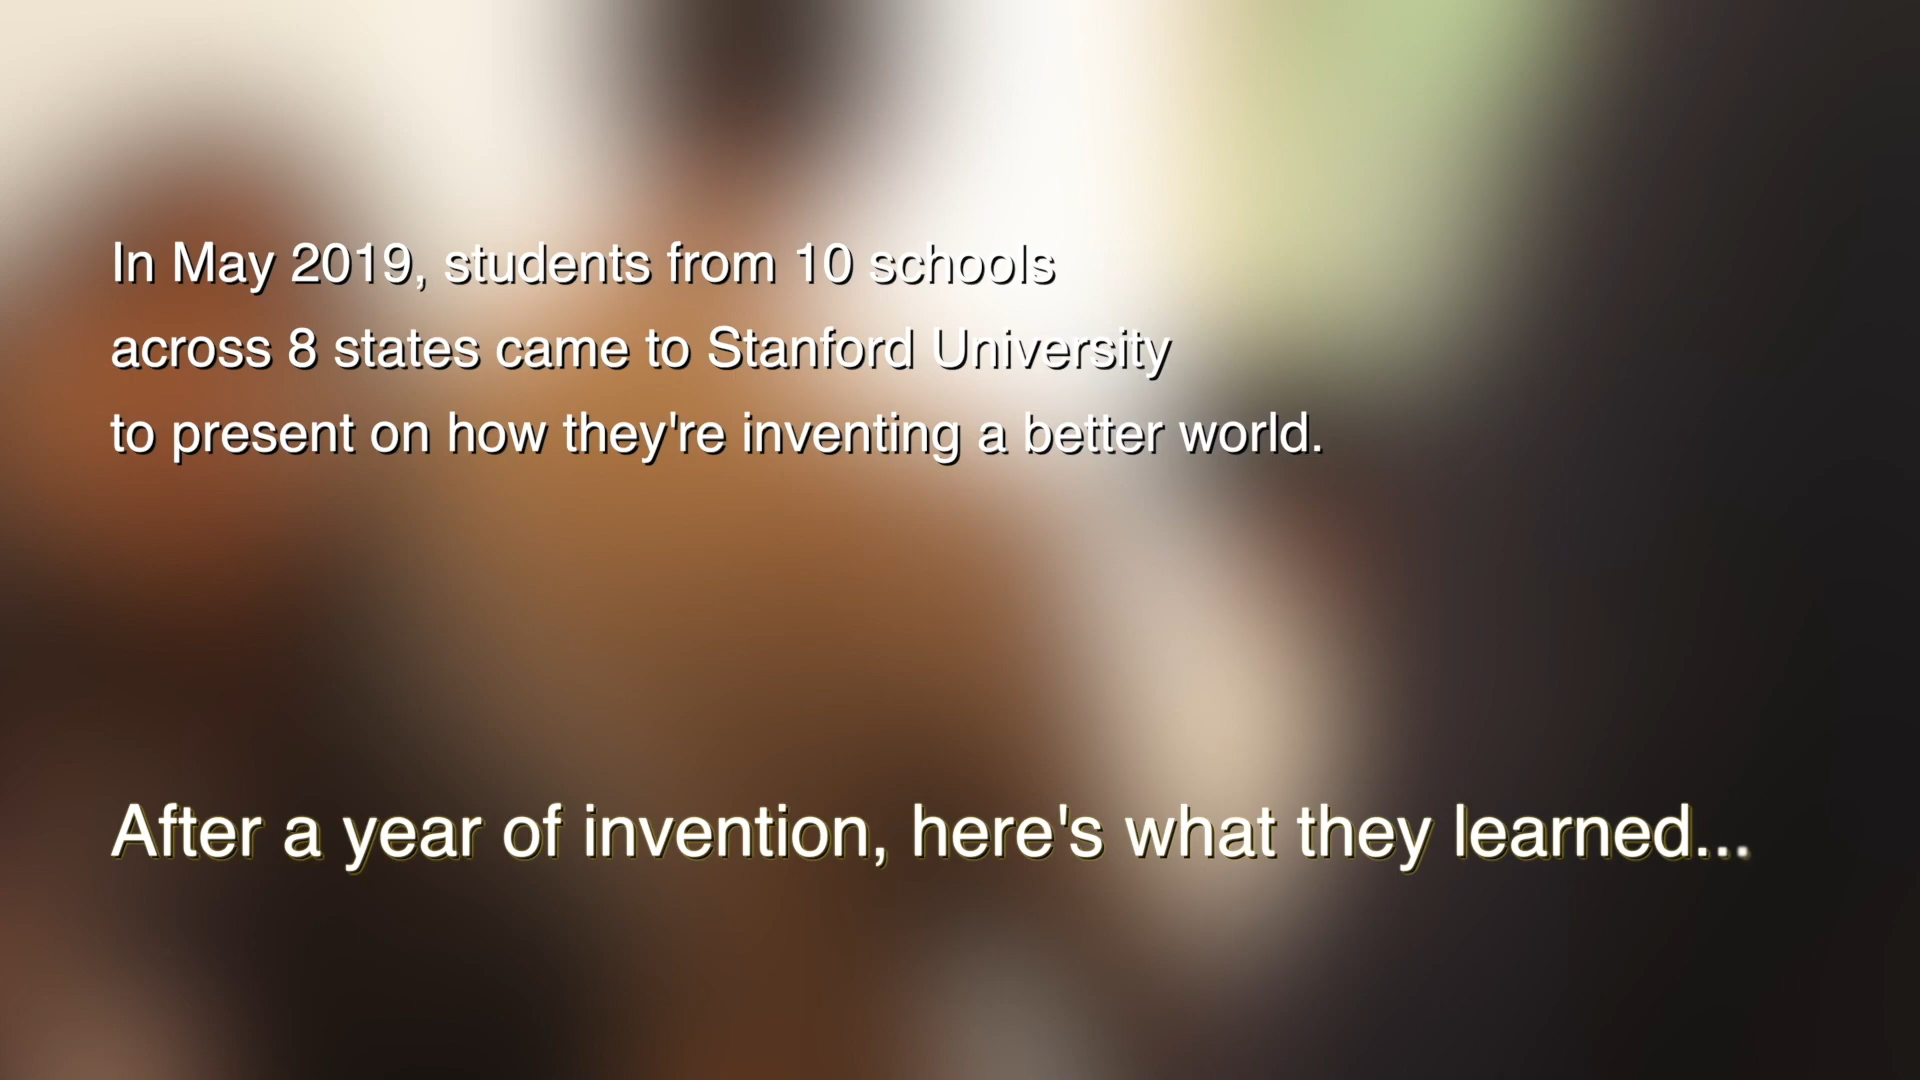 In May 2019, students from 10 schools
across 8 states came to Stanford University
to present on how they're inventing a better world.
After a year of invention, here's what they learned...